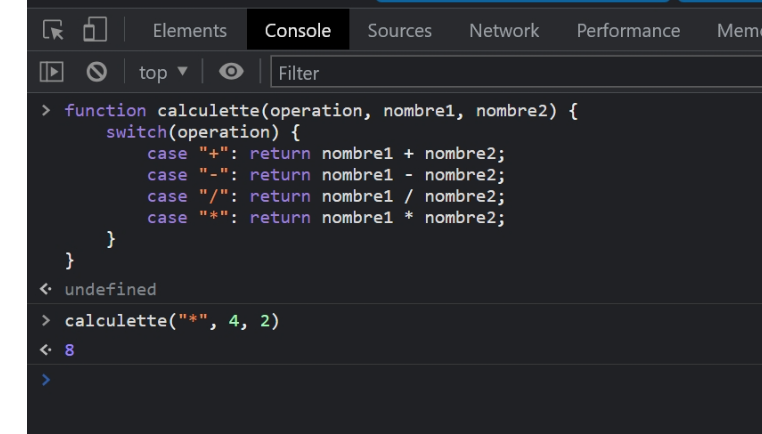 Elements Console Sources Network Performance Mem
top ▼ Filter
> function calculette(operation, nombre1, nombre2) {
switch(operation) {
case "+": return nombre1 + nombre2;
case "-": return nombre1 - nombre2;
case "/": return nombre1 / nombre2;
case "*": return nombre1 * nombre2;
}
}
undefined
> calculette("*", 4, 2)
8
>